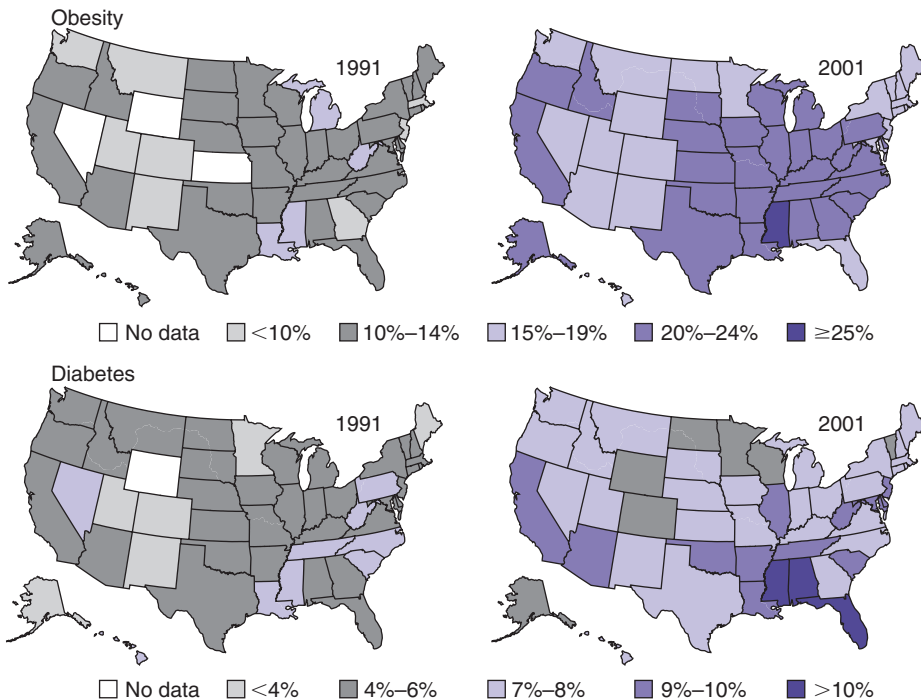 Obesity
1991 2001
No data <10% 10%–14% 15%–19% 20%–24% ≥25%
Diabetes
1991 2001
No data <4% 4%–6% 7%–8% 9%–10% >10%